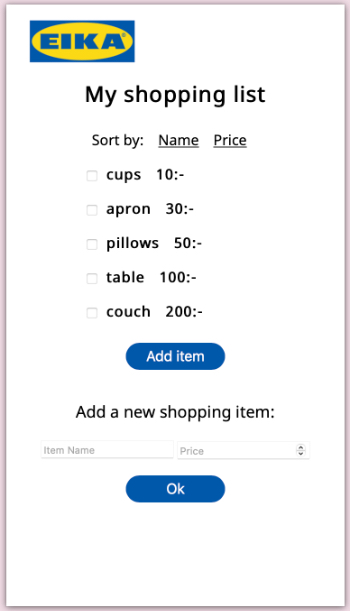 EIKA
My shopping list
Sort by: Name Price
cups 10:-
apron 30:-
pillows 50:-
table 100:-
couch 200:-
Add item
Add a new shopping item:
Item Name Price
Ok